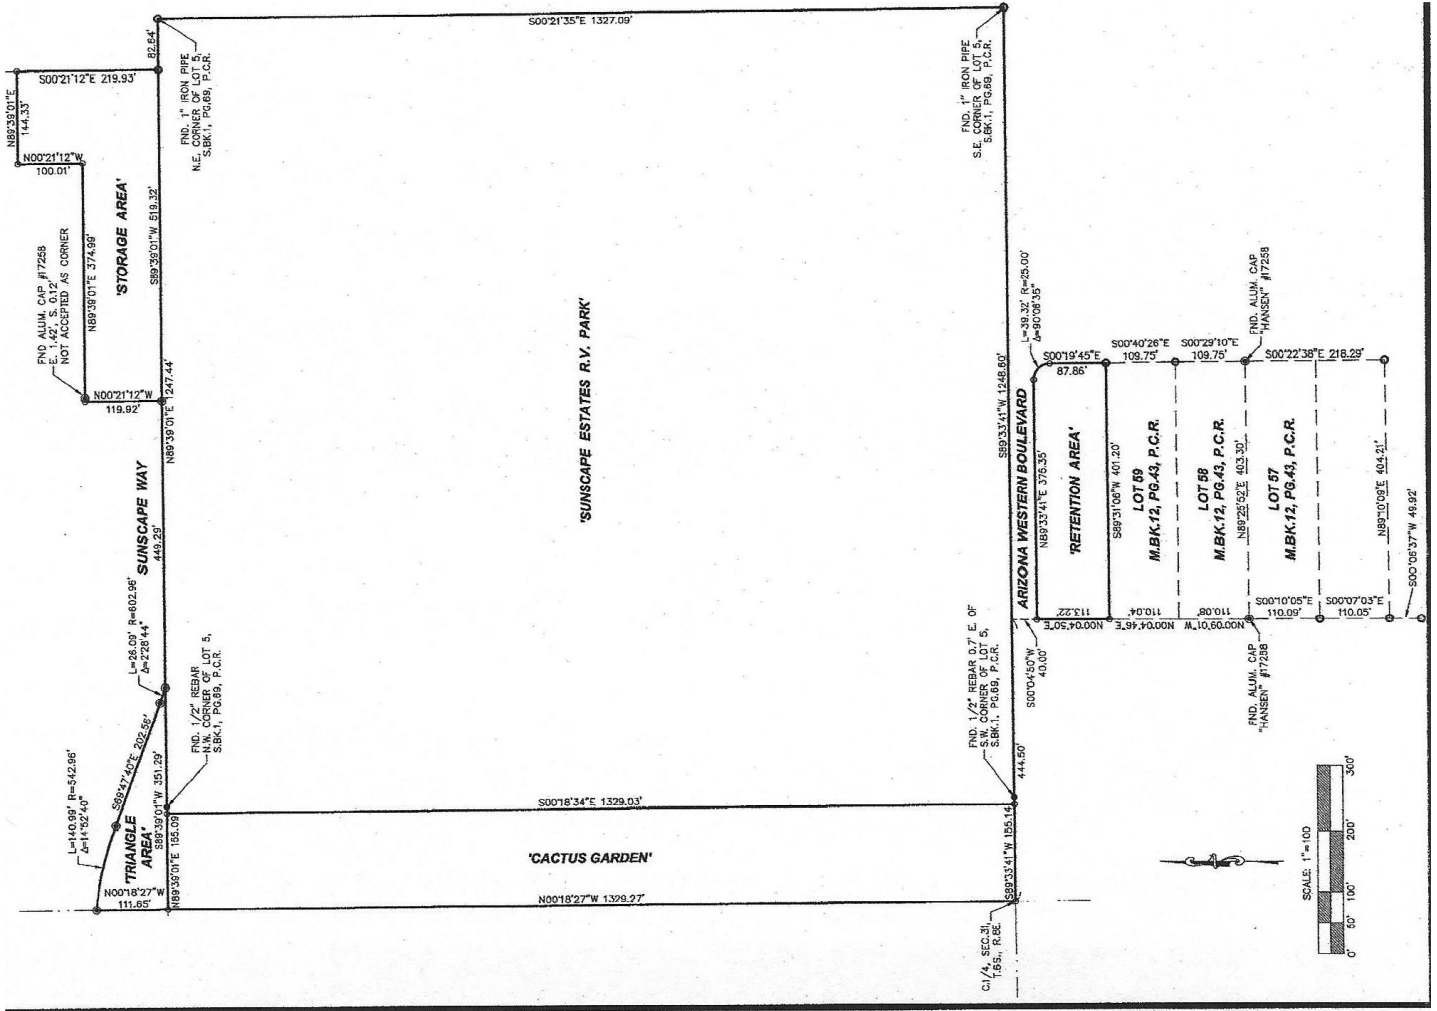 S00°21'35"E 1327.09'
82.64'
S00°21'12"E 219.93'
N89°39'01"E
144.33'
N00°21'12"W
100.01'
FND. 1" IRON PIPE
N.E. CORNER OF LOT 5,
S.BK.1, PG.69, P.C.R.
FND. 1" IRON PIPE
S.E. CORNER OF LOT 5,
S.BK.1, PG.69, P.C.R.
'STORAGE AREA'
S89°39'01"W 519.32'
N89°39'01"E 374.99'
FND ALUM. CAP #17258
E. 1.42', S. 0.12'
NOT ACCEPTED AS CORNER
N00°21'12"W
119.92'
N89°39'01"E 1247.44'
SUNSCAPE WAY
449.29'
L=26.09' R=602.96'
Δ=2°28'44"
'SUNSCAPE ESTATES R.V. PARK'
S89°33'41"W 1248.60'
L=39.32' R=25.00'
Δ=90°06'35"
ARIZONA WESTERN BOULEVARD
N89°33'41"E 375.35'
'RETENTION AREA'
S00°19'45"E
87.86'
S89°31'06"W 401.20'
S00°40'26"E
109.75'
S00°29'10"E
109.75'
FND. ALUM. CAP
"HANSEN" #17258
S00°22'38"E 218.29'
LOT 59
M.BK.12, PG.43, P.C.R.
LOT 58
M.BK.12, PG.43, P.C.R.
N89°25'52"E 403.30'
LOT 57
M.BK.12, PG.43, P.C.R.
N89°10'09"E 404.21'
113.22'
N00°04'50"E
110.04'
N00°04'46"E
110.08'
N00°09'01"W
S00°10'05"E
110.09'
S00°07'03"E
110.05'
S00°06'37"W 49.92'
S00°04'50"W
40.00'
FND. ALUM. CAP
"HANSEN" #17258
FND. 1/2" REBAR
N.W. CORNER OF LOT 5,
S.BK.1, PG.69, P.C.R.
FND. 1/2" REBAR 0.7' E. OF
S.W. CORNER OF LOT 5,
S.BK.1, PG.69, P.C.R.
444.50'
L=140.99' R=542.96'
Δ=14°52'40"
S69°47'40"E 202.56'
'TRIANGLE
AREA'
S89°39'01"W 351.29'
N89°39'01"E 155.09'
N00°18'27"W
111.65'
S00°18'34"E 1329.03'
'CACTUS GARDEN'
N00°18'27"W 1329.27'
S89°33'41"W 155.14'
C.1/4, SEC.31,
SCALE: 1"=100
0' 50' 100' 200' 300'